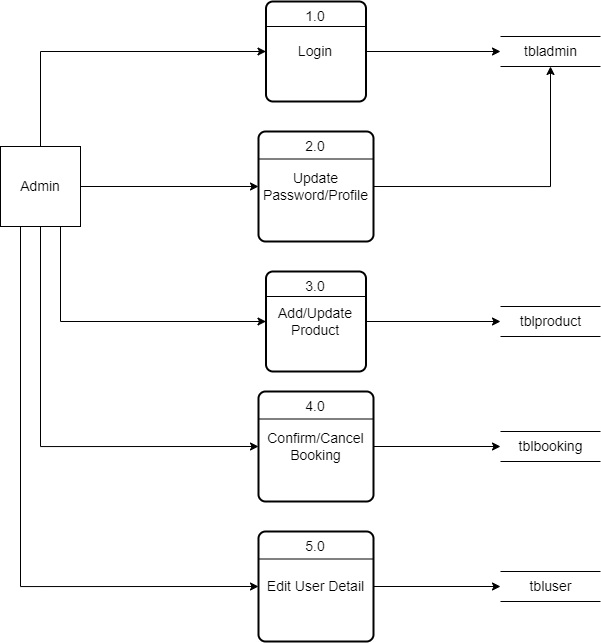 1.0
Login
tbladmin
2.0
Update
Password/Profile
Admin
3.0
Add/Update
Product
tblproduct
4.0
Confirm/Cancel
Booking
tblbooking
5.0
Edit User Detail
tbluser